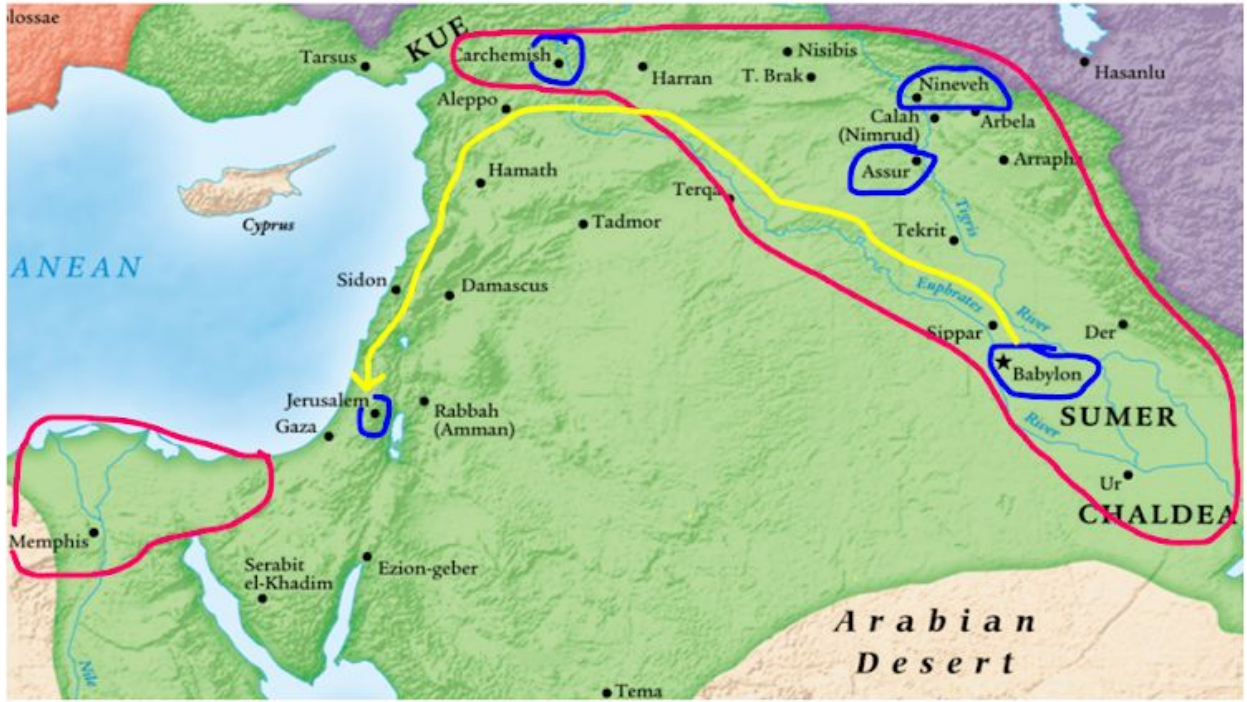 olossae
KUE
Tarsus
Carchemish
Nisibis
Harran
T. Brak
Hasanlu
Nineveh
Aleppo
Calah
(Nimrud)
Arbela
Hamath
Assur
Arrapha
Terqa
Cyprus
Tadmor
Tigris
Tekrit
ANEAN
Sidon
Damascus
Euphrates
River
Sippar
Der
Babylon
Jerusalem
Gaza
Rabbah
(Amman)
SUMER
River
Ur
CHALDEA
Memphis
Serabit
el-Khadim
Ezion-geber
Arabian
Desert
Nile
Tema